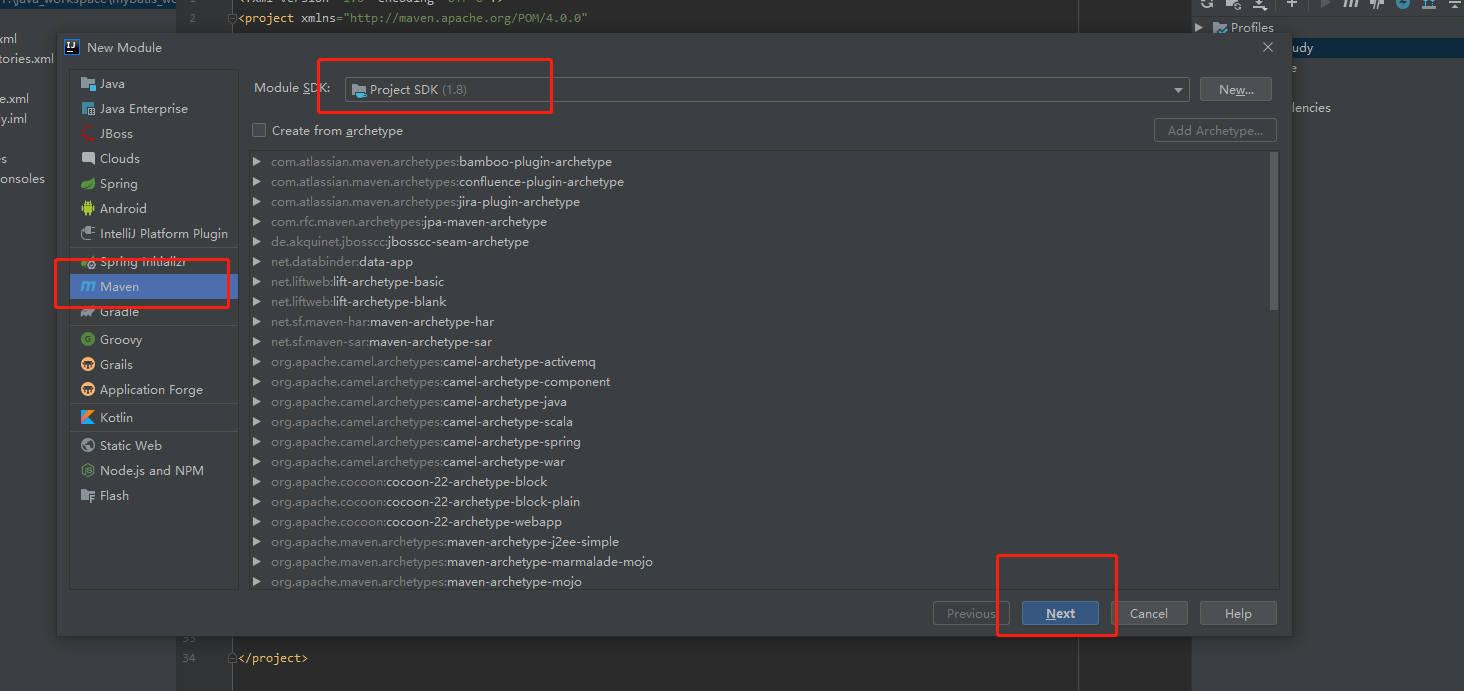 2
<project xmlns="http://maven.apache.org/POM/4.0.0"
Profiles
New Module
Module SDK:
Project SDK (1.8)
New...
Create from archetype
Add Archetype...
Java
Java Enterprise
JBoss
Clouds
Spring
Android
IntelliJ Platform Plugin
Spring Initializr
Maven
Gradle
Groovy
Grails
Application Forge
Kotlin
Static Web
Node.js and NPM
Flash
com.atlassian.maven.archetypes:bamboo-plugin-archetype
com.atlassian.maven.archetypes:confluence-plugin-archetype
com.atlassian.maven.archetypes:jira-plugin-archetype
com.rfc.maven.archetypes:jpa-maven-archetype
de.akquinet.jbosscc:jbosscc-seam-archetype
net.databinder:data-app
net.liftweb:lift-archetype-basic
net.liftweb:lift-archetype-blank
net.sf.maven-har:maven-archetype-har
net.sf.maven-sar:maven-archetype-sar
org.apache.camel.archetypes:camel-archetype-activemq
org.apache.camel.archetypes:camel-archetype-component
org.apache.camel.archetypes:camel-archetype-java
org.apache.camel.archetypes:camel-archetype-scala
org.apache.camel.archetypes:camel-archetype-spring
org.apache.camel.archetypes:camel-archetype-war
org.apache.cocoon:cocoon-22-archetype-block
org.apache.cocoon:cocoon-22-archetype-block-plain
org.apache.cocoon:cocoon-22-archetype-webapp
org.apache.maven.archetypes:maven-archetype-j2ee-simple
org.apache.maven.archetypes:maven-archetype-marmalade-mojo
org.apache.maven.archetypes:maven-archetype-mojo
Previous
Next
Cancel
Help
xml
tories.xml
e.xml
y.iml
s
onsoles
udy
e
dencies
34
</project>